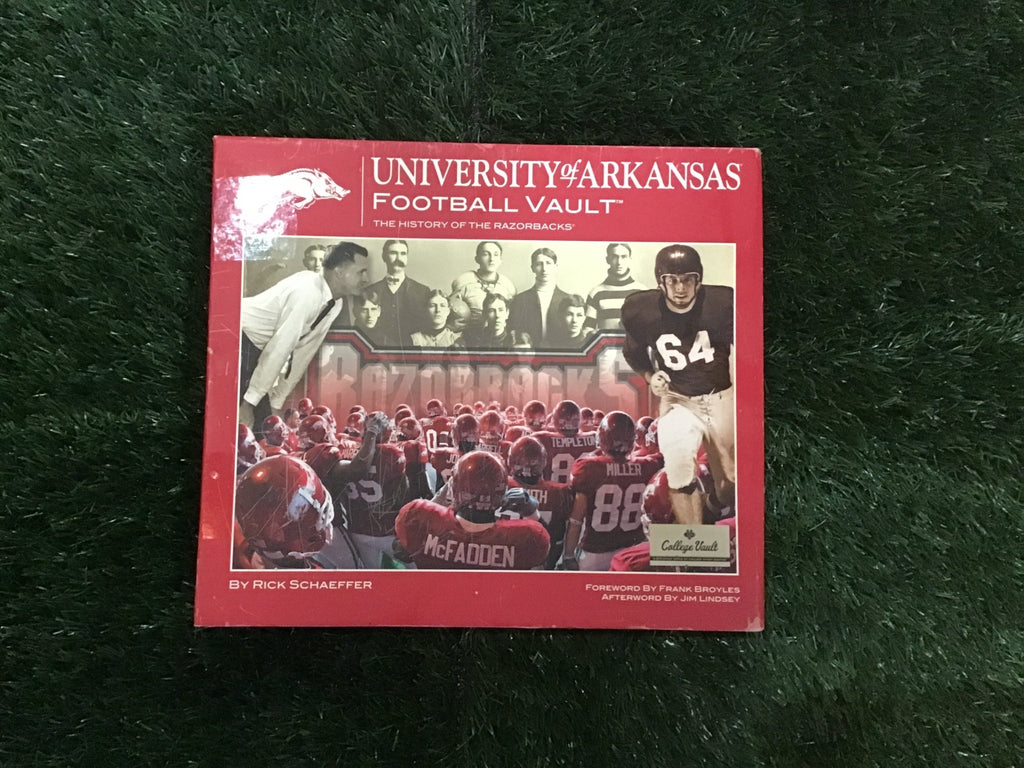 UNIVERSITY of ARKANSAS
FOOTBALL VAULT™
THE HISTORY OF THE RAZORBACKS®
RAZORBACKS
64
TEMPLETON
MILLER
88
McFADDEN
College Vault
BY RICK SCHAEFFER
FOREWORD BY FRANK BROYLES
AFTERWORD BY JIM LINDSEY